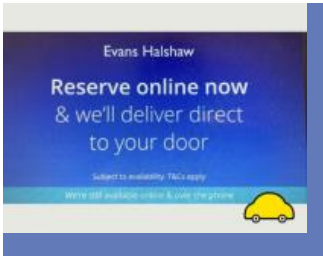 Evans Halshaw
Reserve online now
& we'll deliver direct
to your door
Subject to availability. T&Cs apply
We're still available online & over the phone